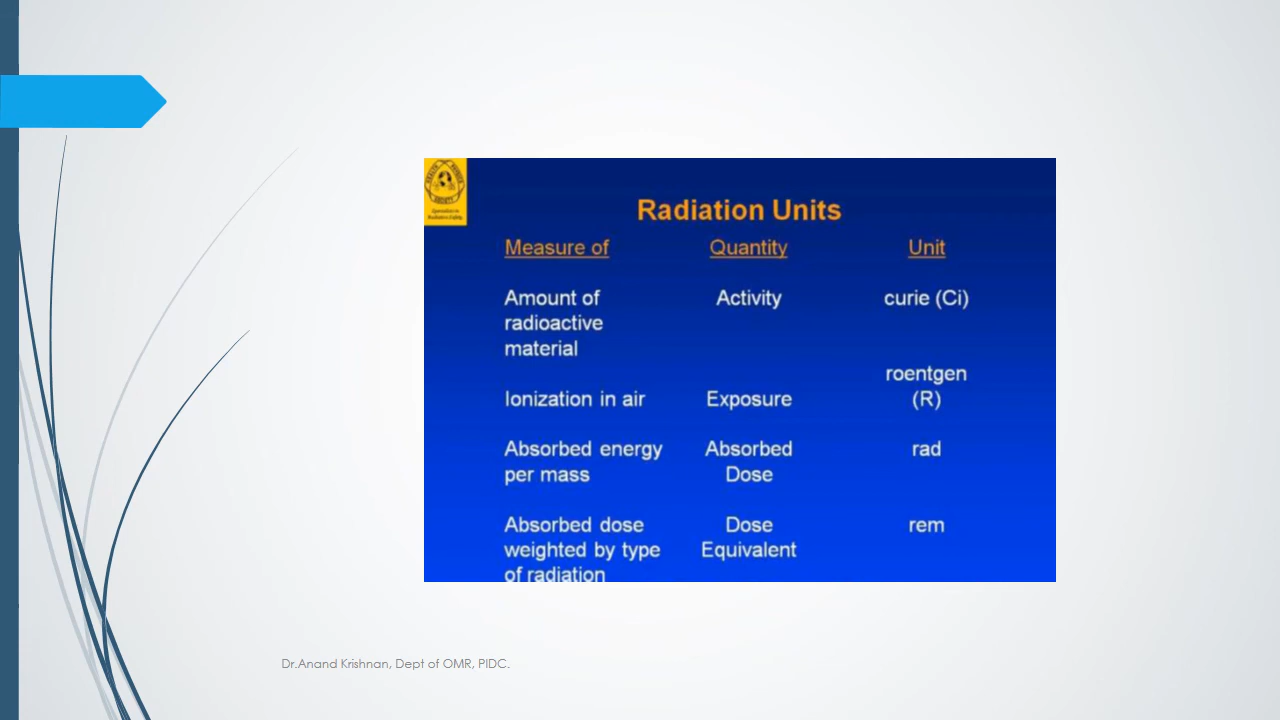 Radiation Units
Measure of Quantity Unit
Amount of radioactive material Activity curie (Ci)
Ionization in air Exposure roentgen (R)
Absorbed energy per mass Absorbed Dose rad
Absorbed dose weighted by type of radiation Dose Equivalent rem
Dr.Anand Krishnan, Dept of OMR, PIDC.